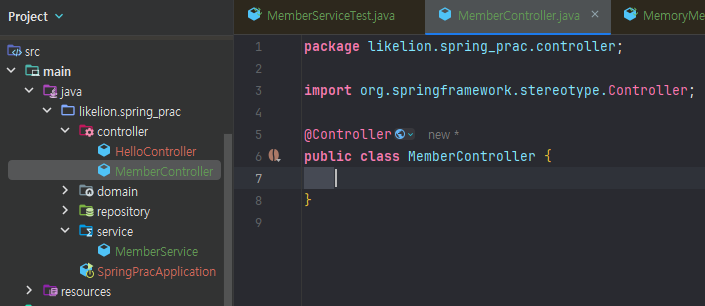 Project
src
main
java
likelion.spring_prac
controller
HelloController
MemberController
domain
repository
service
MemberService
SpringPracApplication
resources
MemberServiceTest.java
MemberController.java
MemoryMe
1 package likelion.spring_prac.controller;
2
3 import org.springframework.stereotype.Controller;
4
5 @Controller new *
6 public class MemberController {
7
8 }
9